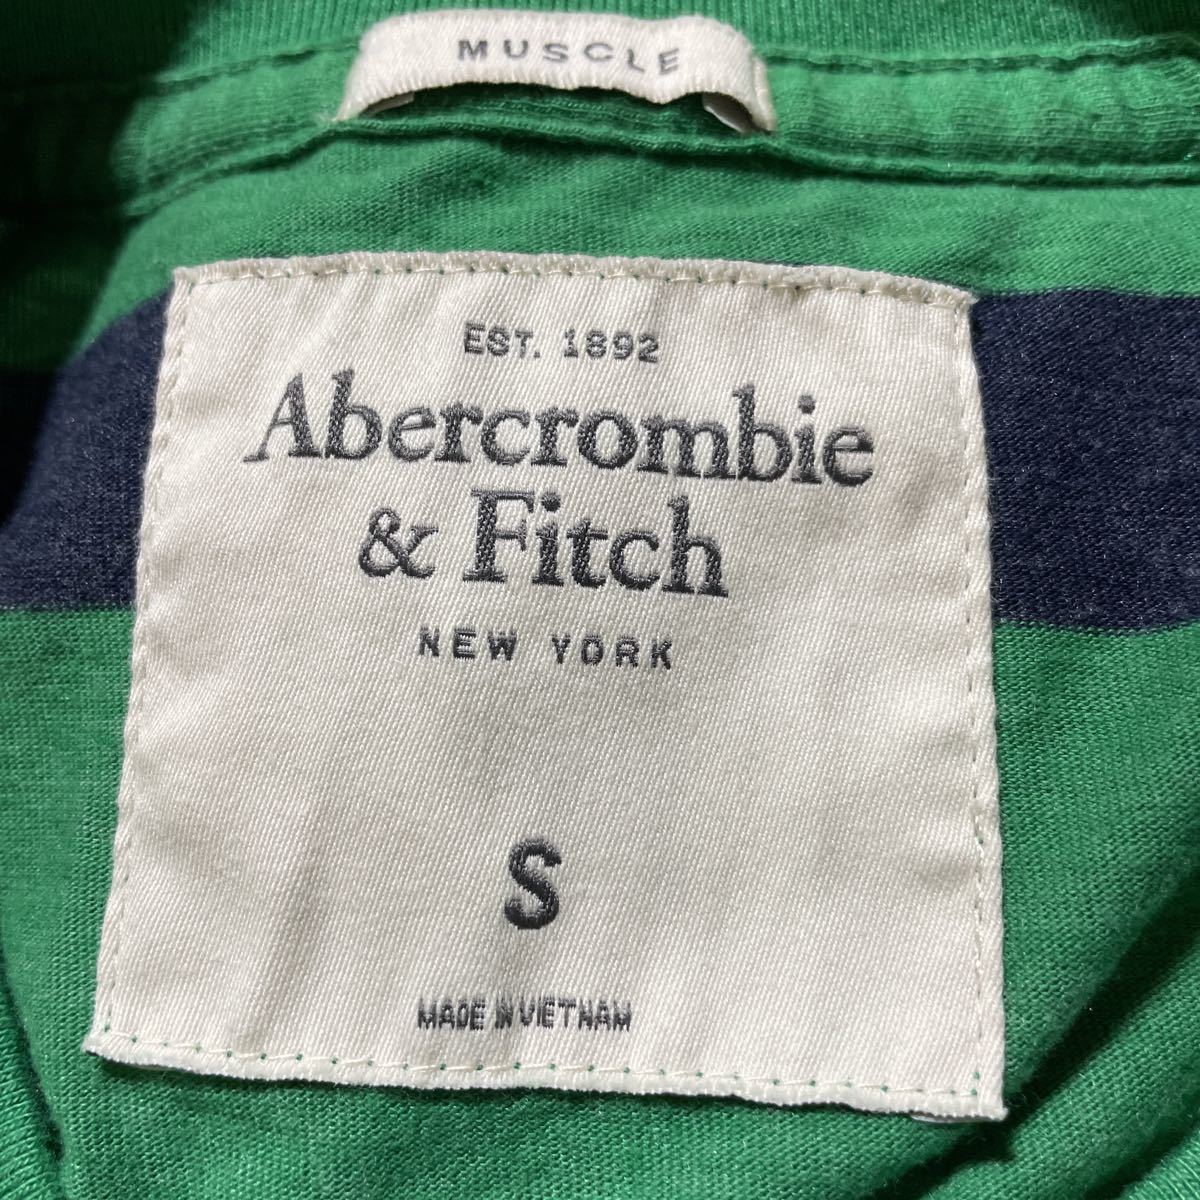 MUSCLE
EST. 1892
Abercrombie
& Fitch
NEW YORK
S
MADE IN VIETNAM